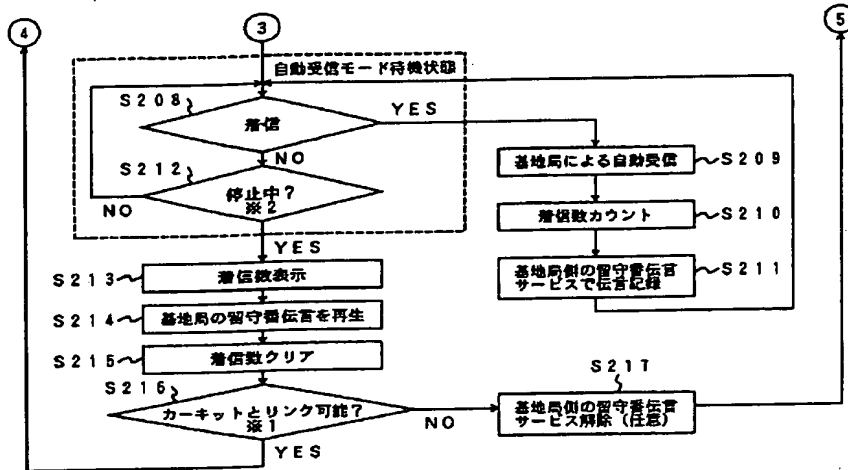 4
3
5
自動受信モード待機状態
S208
着信
YES
NO
S212
停止中?
※2
NO
YES
基地局による自動受信
S209
着信数カウント
S210
基地局側の留守番伝言
サービスで伝言記録
S211
S213
着信数表示
S214
基地局の留守番伝言を再生
S215
着信数クリア
S216
カーキットとリンク可能?
※1
NO
YES
S217
基地局側の留守番伝言
サービス解除(任意)